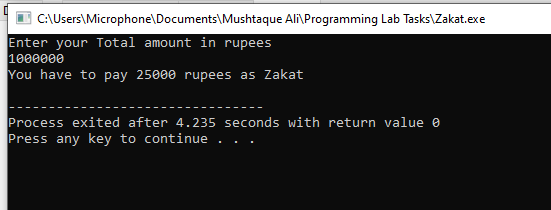 C:\Users\Microphone\Documents\Mushtaque Ali\Programming Lab Tasks\Zakat.exe
Enter your Total amount in rupees
1000000
You have to pay 25000 rupees as Zakat
--------------------------------
Process exited after 4.235 seconds with return value 0
Press any key to continue . . .